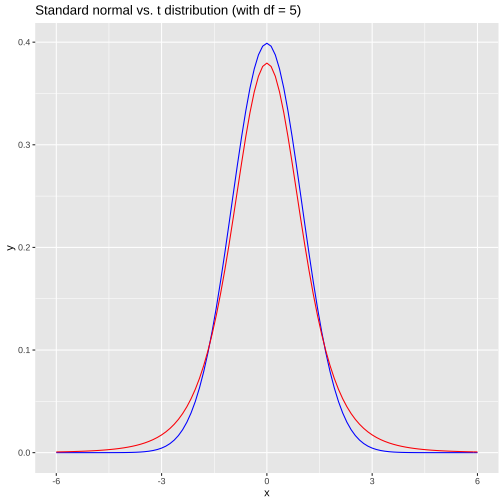 Standard normal vs. t distribution (with df = 5)
0.4
0.3
0.2
0.1
0.0
y
-6 -3 0 3 6
x